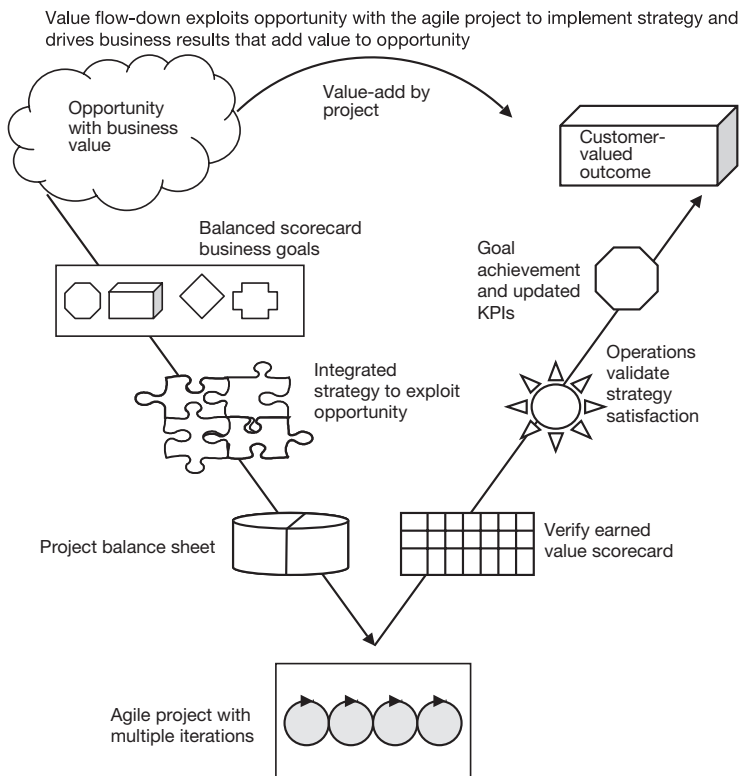 Value flow-down exploits opportunity with the agile project to implement strategy and
drives business results that add value to opportunity
Opportunity
with business
value
Value-add by
project
Customer-
valued
outcome
Balanced scorecard
business goals
Goal
achievement
and updated
KPIs
Integrated
strategy to exploit
opportunity
Operations
validate
strategy
satisfaction
Project balance sheet
Verify earned
value scorecard
Agile project with
multiple iterations